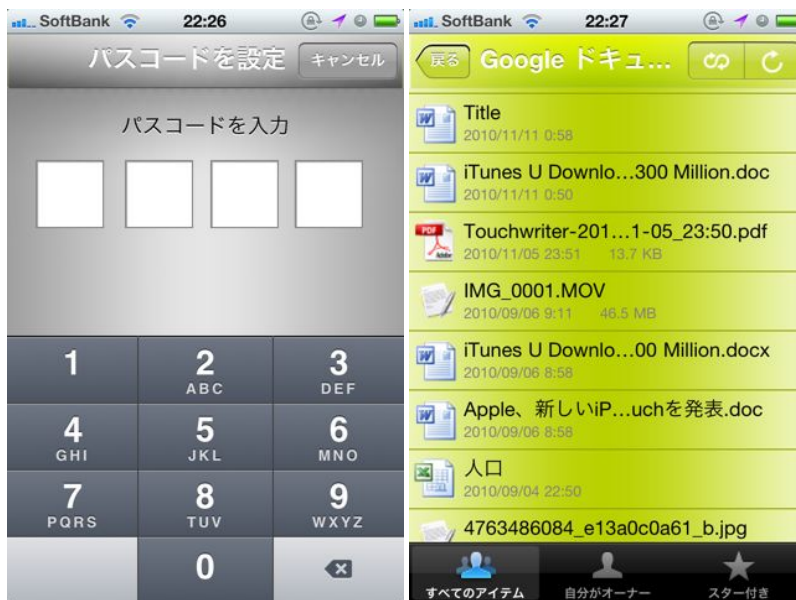 SoftBank 22:26
パスコードを設定 キャンセル
パスコードを入力
1
2
ABC
3
DEF
4
GHI
5
JKL
6
MNO
7
PQRS
8
TUV
9
WXYZ
0
SoftBank 22:27
戻る Google ドキュ...
Title
2010/11/11 0:58
iTunes U Downlo...300 Million.doc
2010/11/11 0:50
PDF
Adobe
Touchwriter-201...1-05_23:50.pdf
2010/11/05 23:51 13.7 KB
IMG_0001.MOV
2010/09/06 9:11 46.5 MB
iTunes U Downlo...00 Million.docx
2010/09/06 8:58
Apple、新しいiP...uchを発表.doc
2010/09/06 8:58
人口
2010/09/04 22:50
4763486084_e13a0c0a61_b.jpg
すべてのアイテム 自分がオーナー スター付き